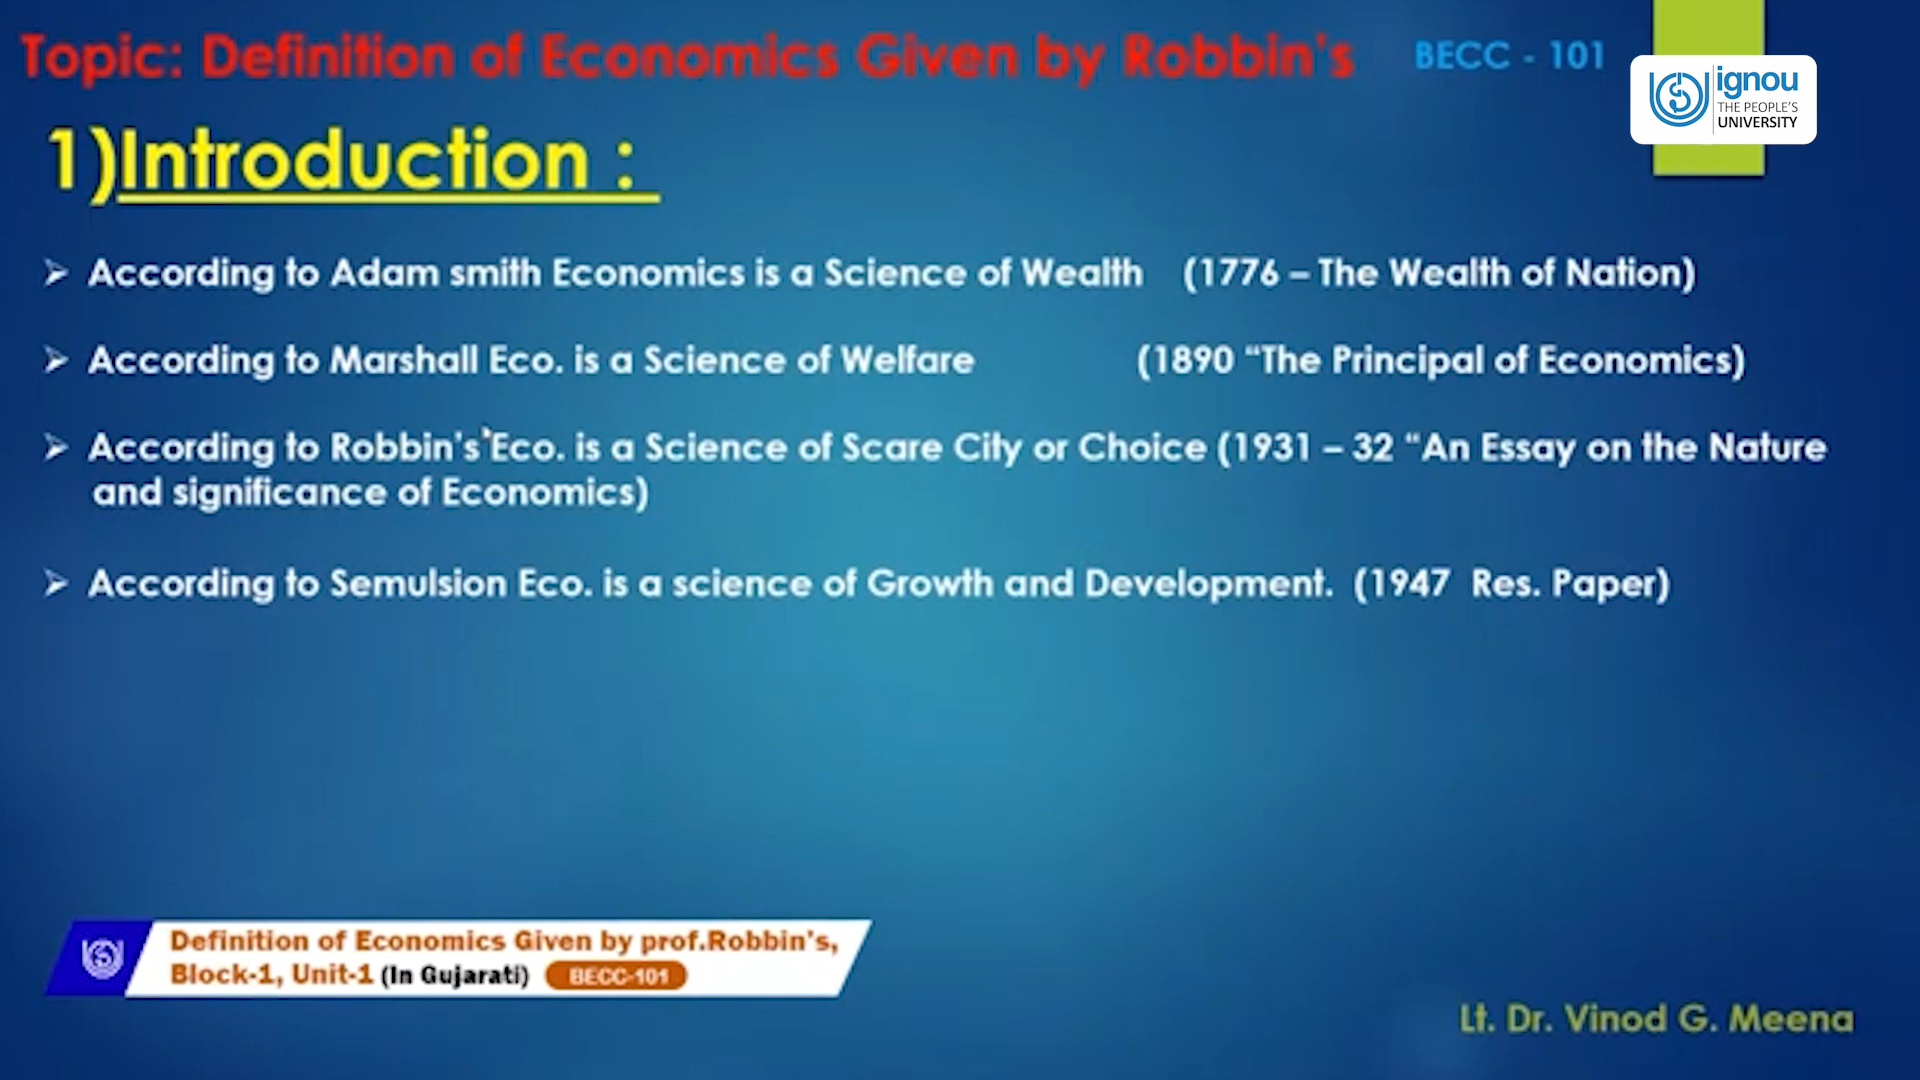 Topic: Definition of Economics Given by Robbin's
BECC - 101
ignou
THE PEOPLE'S
UNIVERSITY
1)Introduction :
➢ According to Adam smith Economics is a Science of Wealth (1776 – The Wealth of Nation)
➢ According to Marshall Eco. is a Science of Welfare (1890 “The Principal of Economics)
➢ According to Robbin's Eco. is a Science of Scare City or Choice (1931 – 32 “An Essay on the Nature
and significance of Economics)
➢ According to Semulsion Eco. is a science of Growth and Development. (1947 Res. Paper)
Definition of Economics Given by prof.Robbin's,
Block-1, Unit-1 (In Gujarati) BECC-101
Lt. Dr. Vinod G. Meena